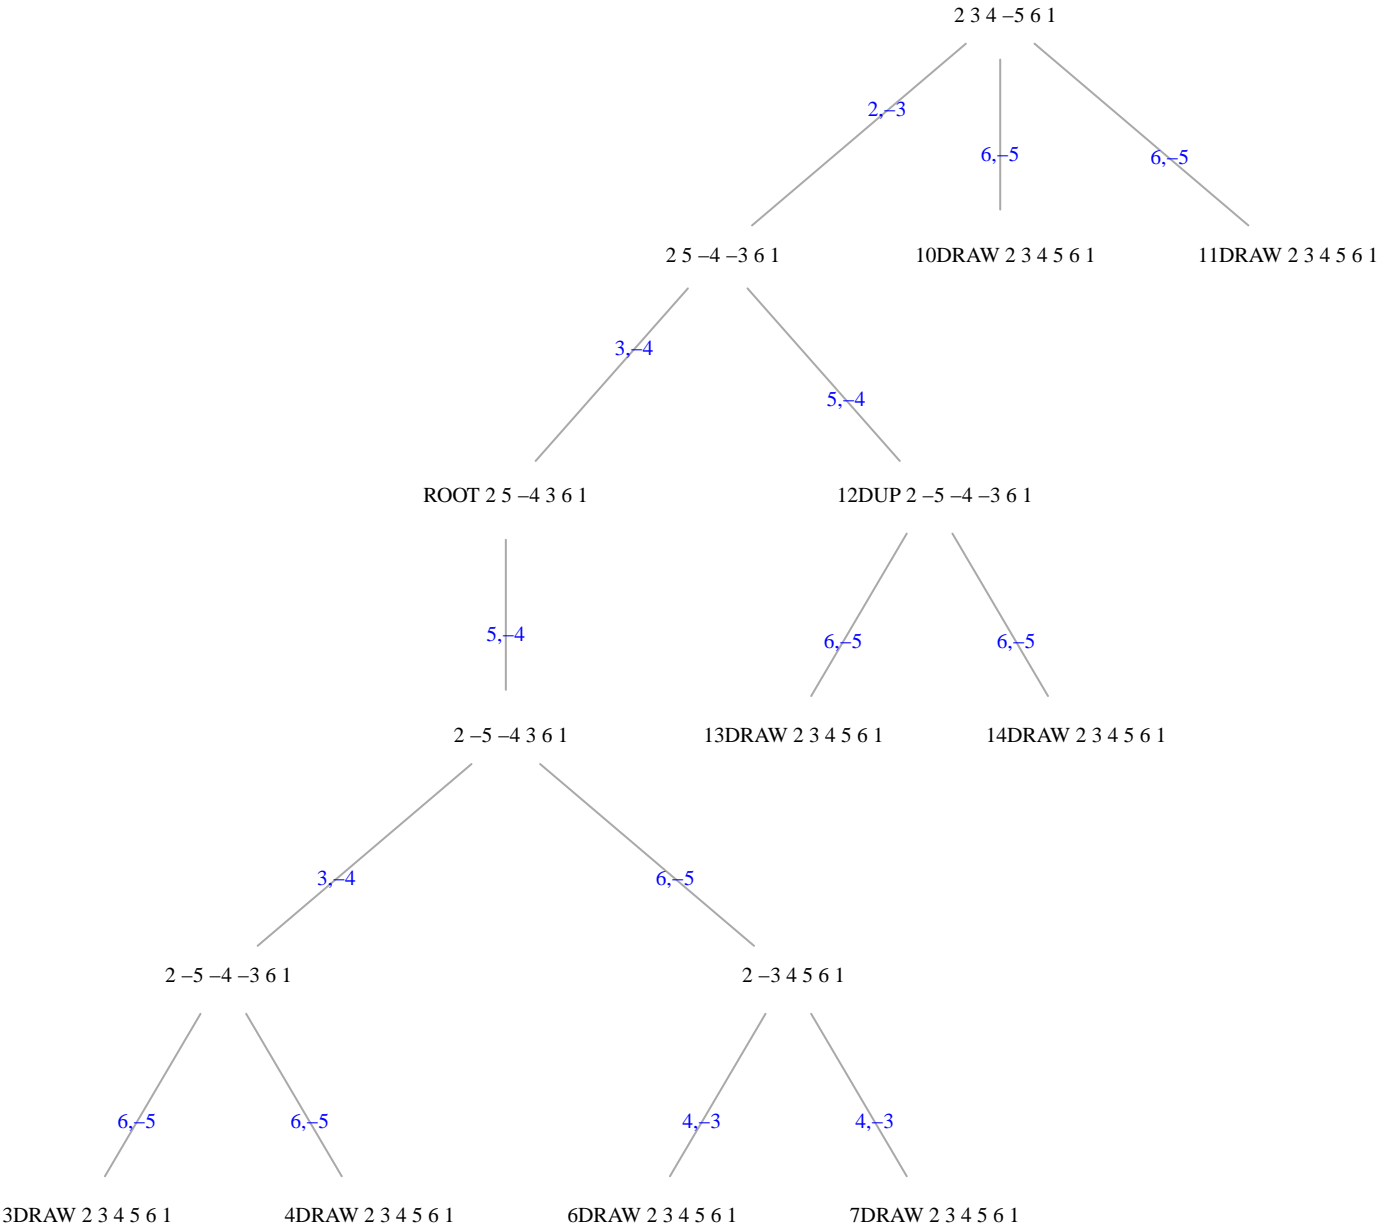 2 3 4 –5 6 1
2,–3
6,–5
6,–5
2 5 –4 –3 6 1
10DRAW 2 3 4 5 6 1
11DRAW 2 3 4 5 6 1
3,–4
5,–4
ROOT 2 5 –4 3 6 1
12DUP 2 –5 –4 –3 6 1
5,–4
6,–5
6,–5
2 –5 –4 3 6 1
13DRAW 2 3 4 5 6 1
14DRAW 2 3 4 5 6 1
3,–4
6,–5
2 –5 –4 –3 6 1
2 –3 4 5 6 1
6,–5
6,–5
4,–3
4,–3
3DRAW 2 3 4 5 6 1
4DRAW 2 3 4 5 6 1
6DRAW 2 3 4 5 6 1
7DRAW 2 3 4 5 6 1